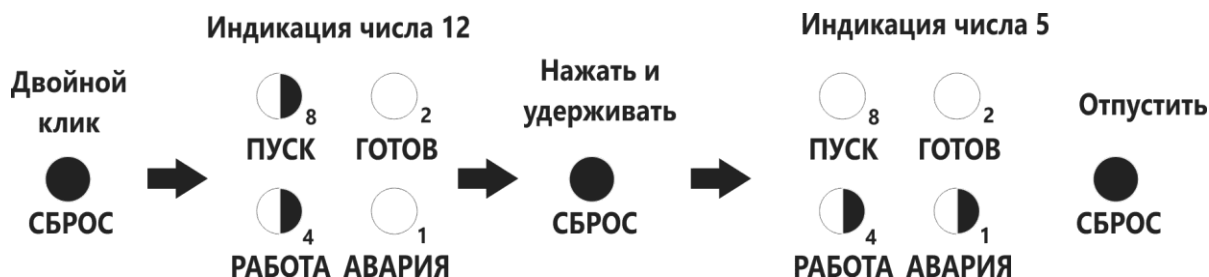 Индикация числа 12
Индикация числа 5
Двойной
клик
Нажать и
удерживать
Отпустить
8
2
8
2
ПУСК ГОТОВ
ПУСК ГОТОВ
СБРОС
4
1
СБРОС
4
1
СБРОС
РАБОТА АВАРИЯ
РАБОТА АВАРИЯ